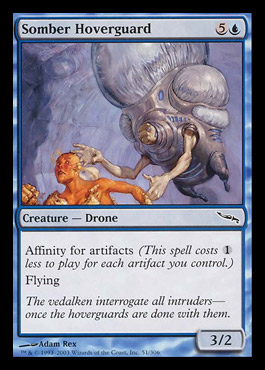 Somber Hoverguard 5
Creature — Drone
Affinity for artifacts (This spell costs 1
less to play for each artifact you control.)
Flying
The vedalken interrogate all intruders—
once the hoverguards are done with them.
Adam Rex
3/2
™ & © 1993–2003 Wizards of the Coast, Inc. 51/306